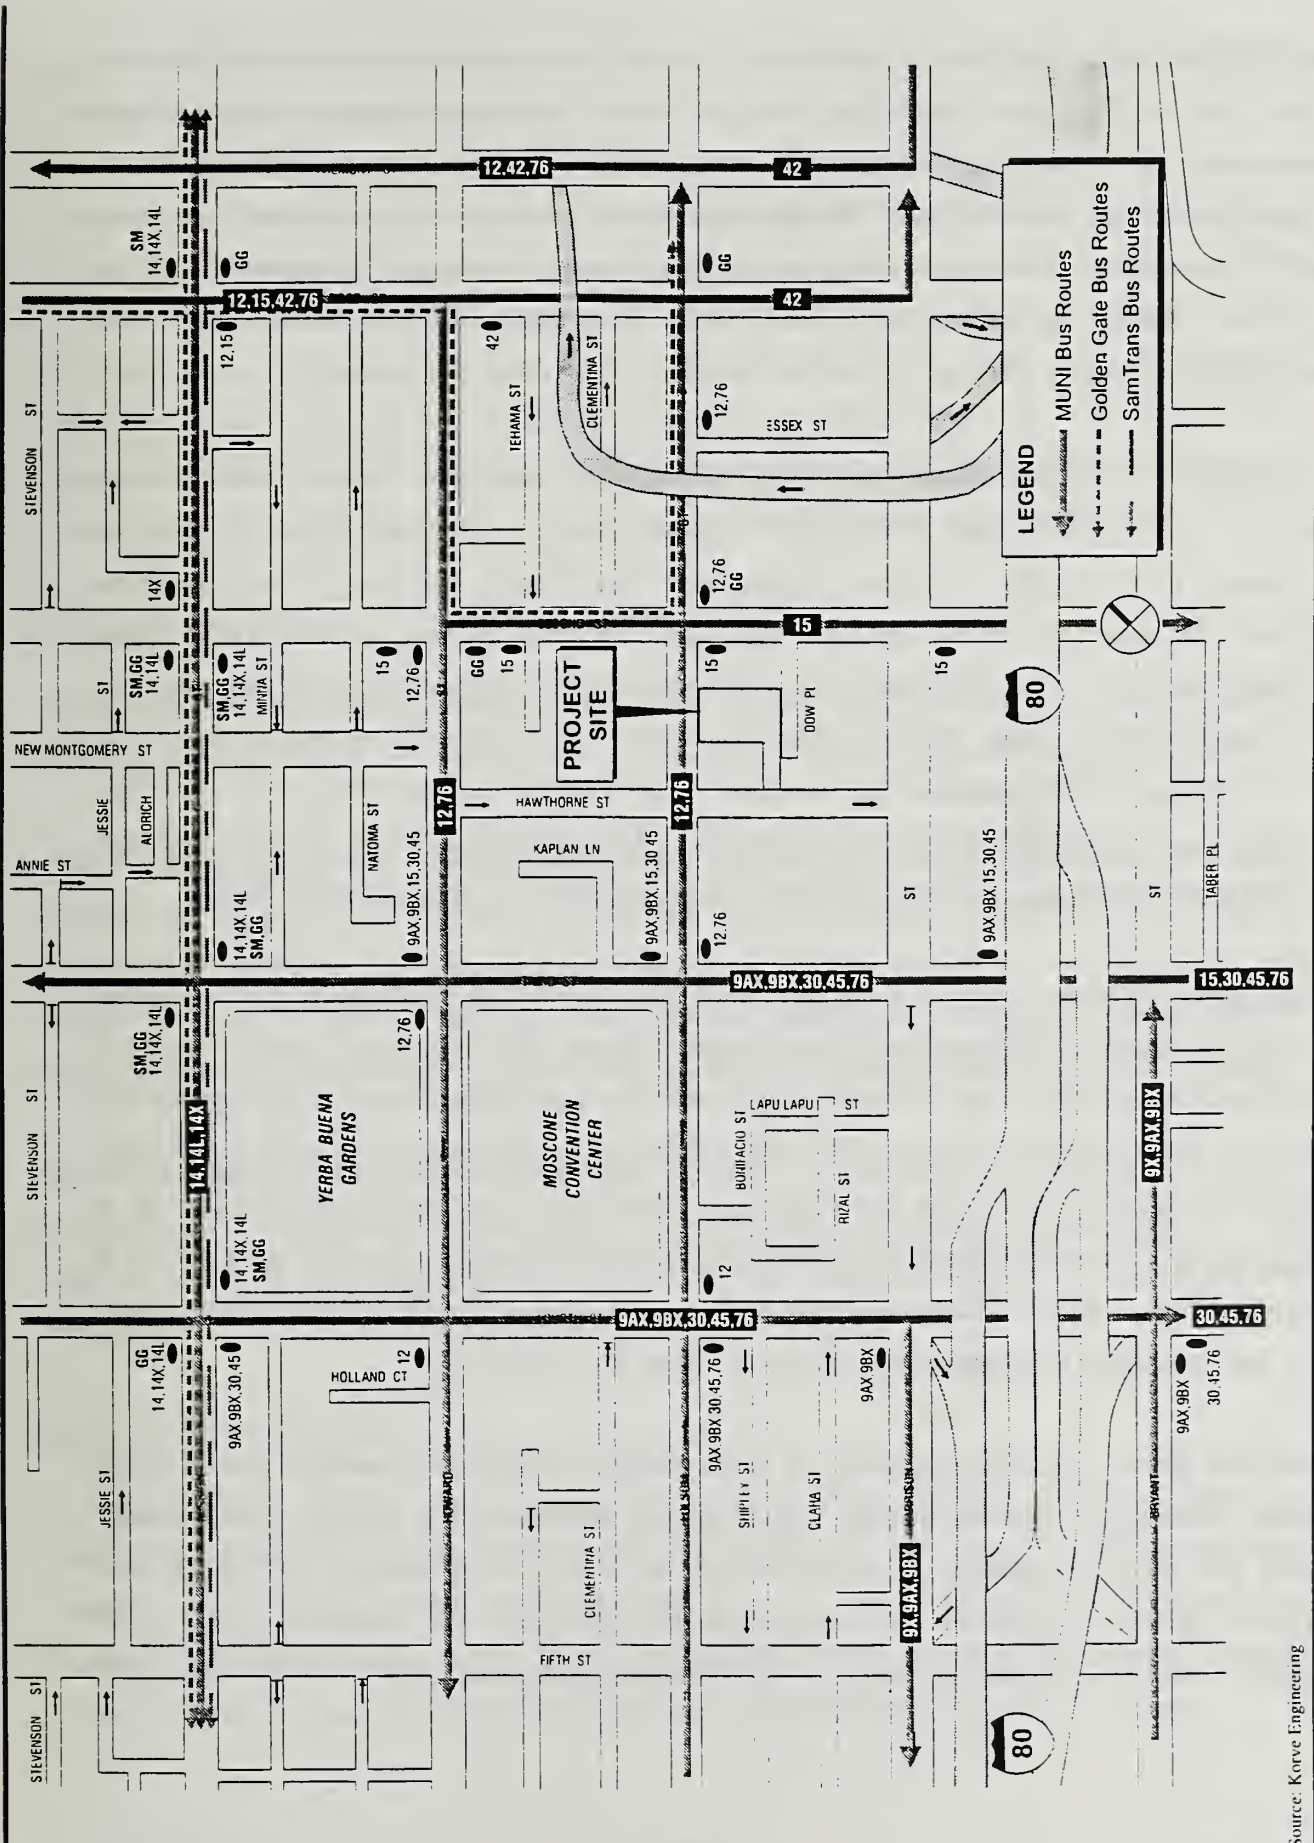 STEVENSON ST
STEVENSON ST
STEVENSON ST
NEW MONTGOMERY ST
ANNIE ST
JESSIE ST
JESSIE
ST
ALDRICH
GG
14,14X,14L
SM,GG
14,14X,14L
SM,GG
14,14L
14X
SM
14,14X,14L
14,14L,14X
9AX,9BX,30,45
14,14X,14L
SM,GG
14,14X,14L
SM,GG
SM,GG
14,14X,14L
MINNA ST
12,15
GG
12,15,42,76
YERBA BUENA
GARDENS
HOLLAND CT
NATOMA ST
12
12,76
9AX,9BX,15,30,45
15
12,76
HOWARD
12,76
ST
42
GG
15
12,42,76
FIFTH ST
HAWTHORNE ST
KAPLAN LN
TEHAMA ST
MOSCONE
CONVENTION
CENTER
PROJECT
SITE
CLEMENTINA ST
CLEMENTINA ST
9AX,9BX,15,30,45
9AX,9BX,30,45,76
FOLSOM
12,76
ST
9AX,9BX,30,45,76
12
12,76
15
12,76
GG
12,76
GG
9AX,9BX,30,45,76
SHIPLEY ST
BONIFACIO ST
LAPU LAPU ST
RIZAL ST
ESSEX ST
DOW PL
15
42
42
CLARA ST
9AX,9BX
HARRISON
ST
9X,9AX,9BX
15
9AX,9BX,15,30,45
80
80
LEGEND
MUNI Bus Routes
Golden Gate Bus Routes
SamTrans Bus Routes
BRYANT
ST
9X,9AX,9BX
TABER PL
9AX,9BX
30,45,76
30,45,76
15,30,45,76
Source: Korve Engineering